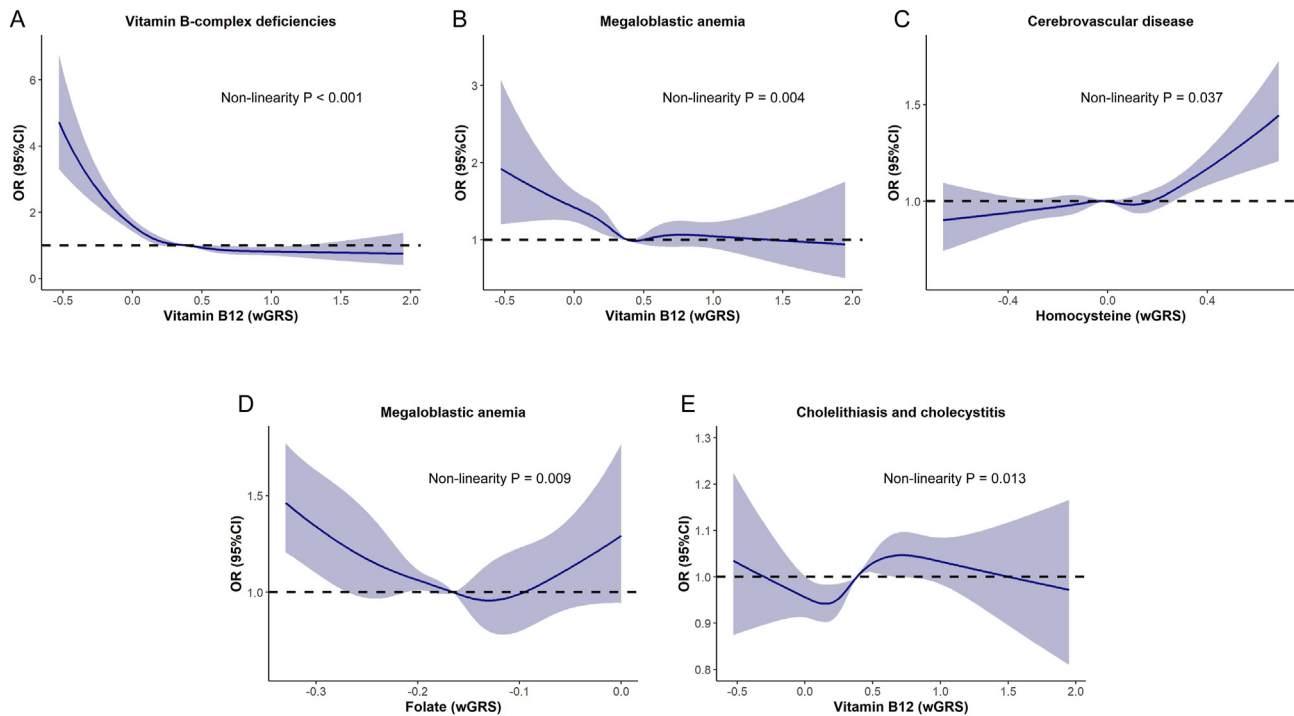 A
Vitamin B-complex deficiencies
Non-linearity P < 0.001
OR (95%CI)
6
4
2
0
-0.5
0.0
0.5
1.0
1.5
2.0
Vitamin B12 (wGRS)
B
Megaloblastic anemia
Non-linearity P = 0.004
OR (95%CI)
3
2
1
-0.5
0.0
0.5
1.0
1.5
2.0
Vitamin B12 (wGRS)
C
Cerebrovascular disease
Non-linearity P = 0.037
OR (95%CI)
1.5
1.0
-0.4
0.0
0.4
Homocysteine (wGRS)
D
Megaloblastic anemia
Non-linearity P = 0.009
OR (95%CI)
1.5
1.0
-0.3
-0.2
-0.1
0.0
Folate (wGRS)
E
Cholelithiasis and cholecystitis
Non-linearity P = 0.013
OR (95%CI)
1.3
1.2
1.1
1.0
0.9
0.8
-0.5
0.0
0.5
1.0
1.5
2.0
Vitamin B12 (wGRS)